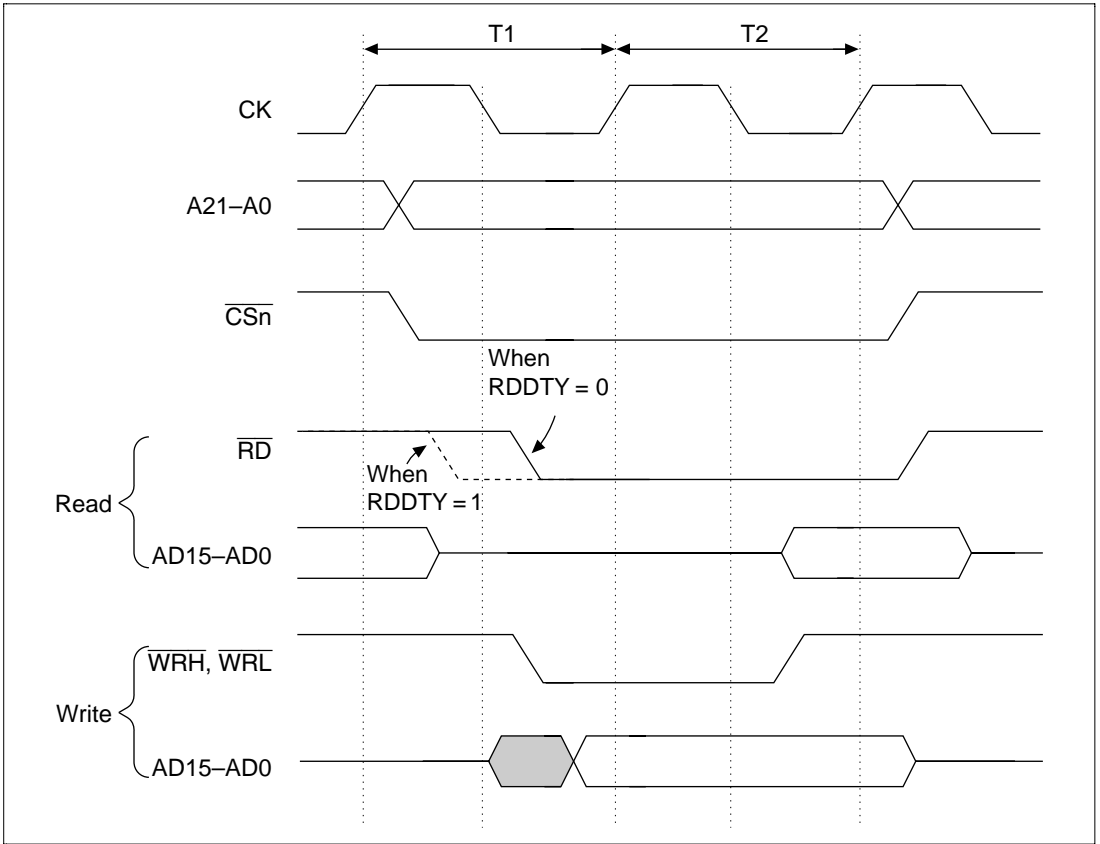 T1 T2
CK
A21–A0
CSn
When
RDDTY = 0
RD
When
RDDTY = 1
Read
AD15–AD0
WRH, WRL
Write
AD15–AD0